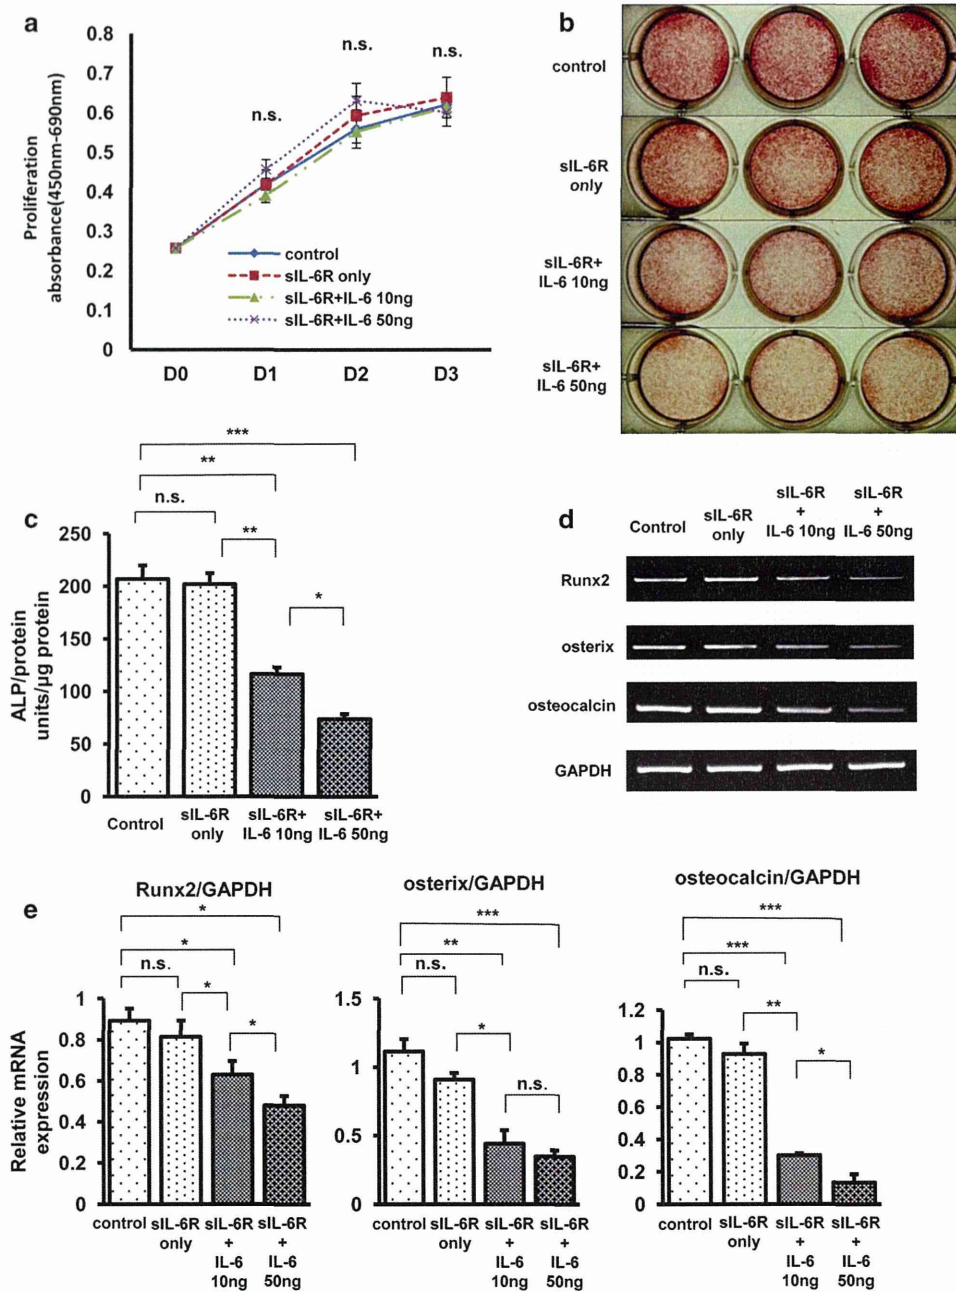 a
0.8
0.7
0.6
0.5
0.4
0.3
0.2
0.1
0
Proliferation
absorbance(450nm-690nm)
n.s.
n.s.
n.s.
control
sIL-6R only
sIL-6R+IL-6 10ng
sIL-6R+IL-6 50ng
D0 D1 D2 D3
b
control
sIL-6R
only
sIL-6R+
IL-6 10ng
sIL-6R+
IL-6 50ng
c
***
**
n.s.
**
*
250
200
150
100
50
0
ALP/protein
units/µg protein
Control
sIL-6R
only
sIL-6R+
IL-6 10ng
sIL-6R+
IL-6 50ng
d
Control
sIL-6R
only
sIL-6R
+
IL-6 10ng
sIL-6R
+
IL-6 50ng
Runx2
osterix
osteocalcin
GAPDH
e
Runx2/GAPDH
*
*
n.s.
*
*
1
0.8
0.6
0.4
0.2
0
Relative mRNA
expression
control
sIL-6R
only
sIL-6R
+
IL-6
10ng
sIL-6R
+
IL-6
50ng
osterix/GAPDH
***
**
n.s.
*
n.s.
1.5
1
0.5
0
control
sIL-6R
only
sIL-6R
+
IL-6
10ng
sIL-6R
+
IL-6
50ng
osteocalcin/GAPDH
***
***
n.s.
**
*
1.2
1
0.8
0.6
0.4
0.2
0
control
sIL-6R
only
sIL-6R
+
IL-6
10ng
sIL-6R
+
IL-6
50ng